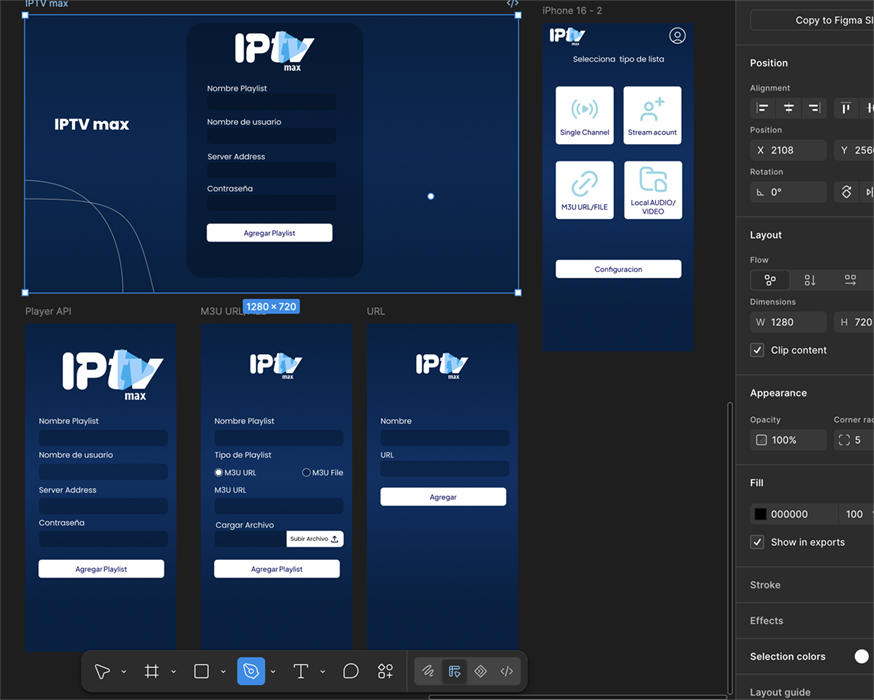 IPTV max
</>
IPtv
max
Nombre Playlist
Nombre de usuario
Server Address
Contraseña
Agregar Playlist
IPTV max
1280 × 720
iPhone 16 - 2
IPtv
max
Selecciona tipo de lista
Single Channel
Stream acount
M3U URL/FILE
Local AUDIO/
VIDEO
Configuracion
Player API
IPtv
max
Nombre Playlist
Nombre de usuario
Server Address
Contraseña
Agregar Playlist
M3U URL
IPtv
max
Nombre Playlist
Tipo de Playlist
M3U URL
M3U File
M3U URL
Cargar Archivo
Subir Archivo
Agregar Playlist
URL
IPtv
max
Nombre
URL
Agregar
T
</>
Copy to Figma Sl
Position
Alignment
Position
X 2108
Y 256
Rotation
0°
Layout
Flow
Dimensions
W 1280
H 720
Clip content
Appearance
Opacity
Corner rad
100%
5
Fill
000000
100
Show in exports
Stroke
Effects
Selection colors
Layout guide